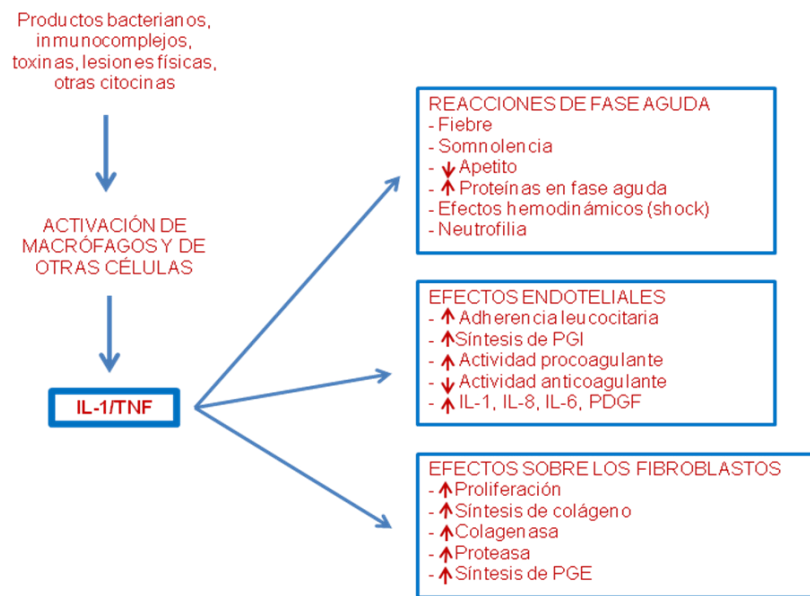 Productos bacterianos,
inmunocomplejos,
toxinas, lesiones físicas,
otras citocinas
ACTIVACIÓN DE
MACRÓFAGOS Y DE
OTRAS CÉLULAS
IL-1/TNF
REACCIONES DE FASE AGUDA
- Fiebre
- Somnolencia
- ↓ Apetito
- ↑ Proteínas en fase aguda
- Efectos hemodinámicos (shock)
- Neutrofilia
EFECTOS ENDOTELIALES
- ↑ Adherencia leucocitaria
- ↑ Síntesis de PGI
- ↑ Actividad procoagulante
- ↓ Actividad anticoagulante
- ↑ IL-1, IL-8, IL-6, PDGF
EFECTOS SOBRE LOS FIBROBLASTOS
- ↑ Proliferación
- ↑ Síntesis de colágeno
- ↑ Colagenasa
- ↑ Proteasa
- ↑ Síntesis de PGE